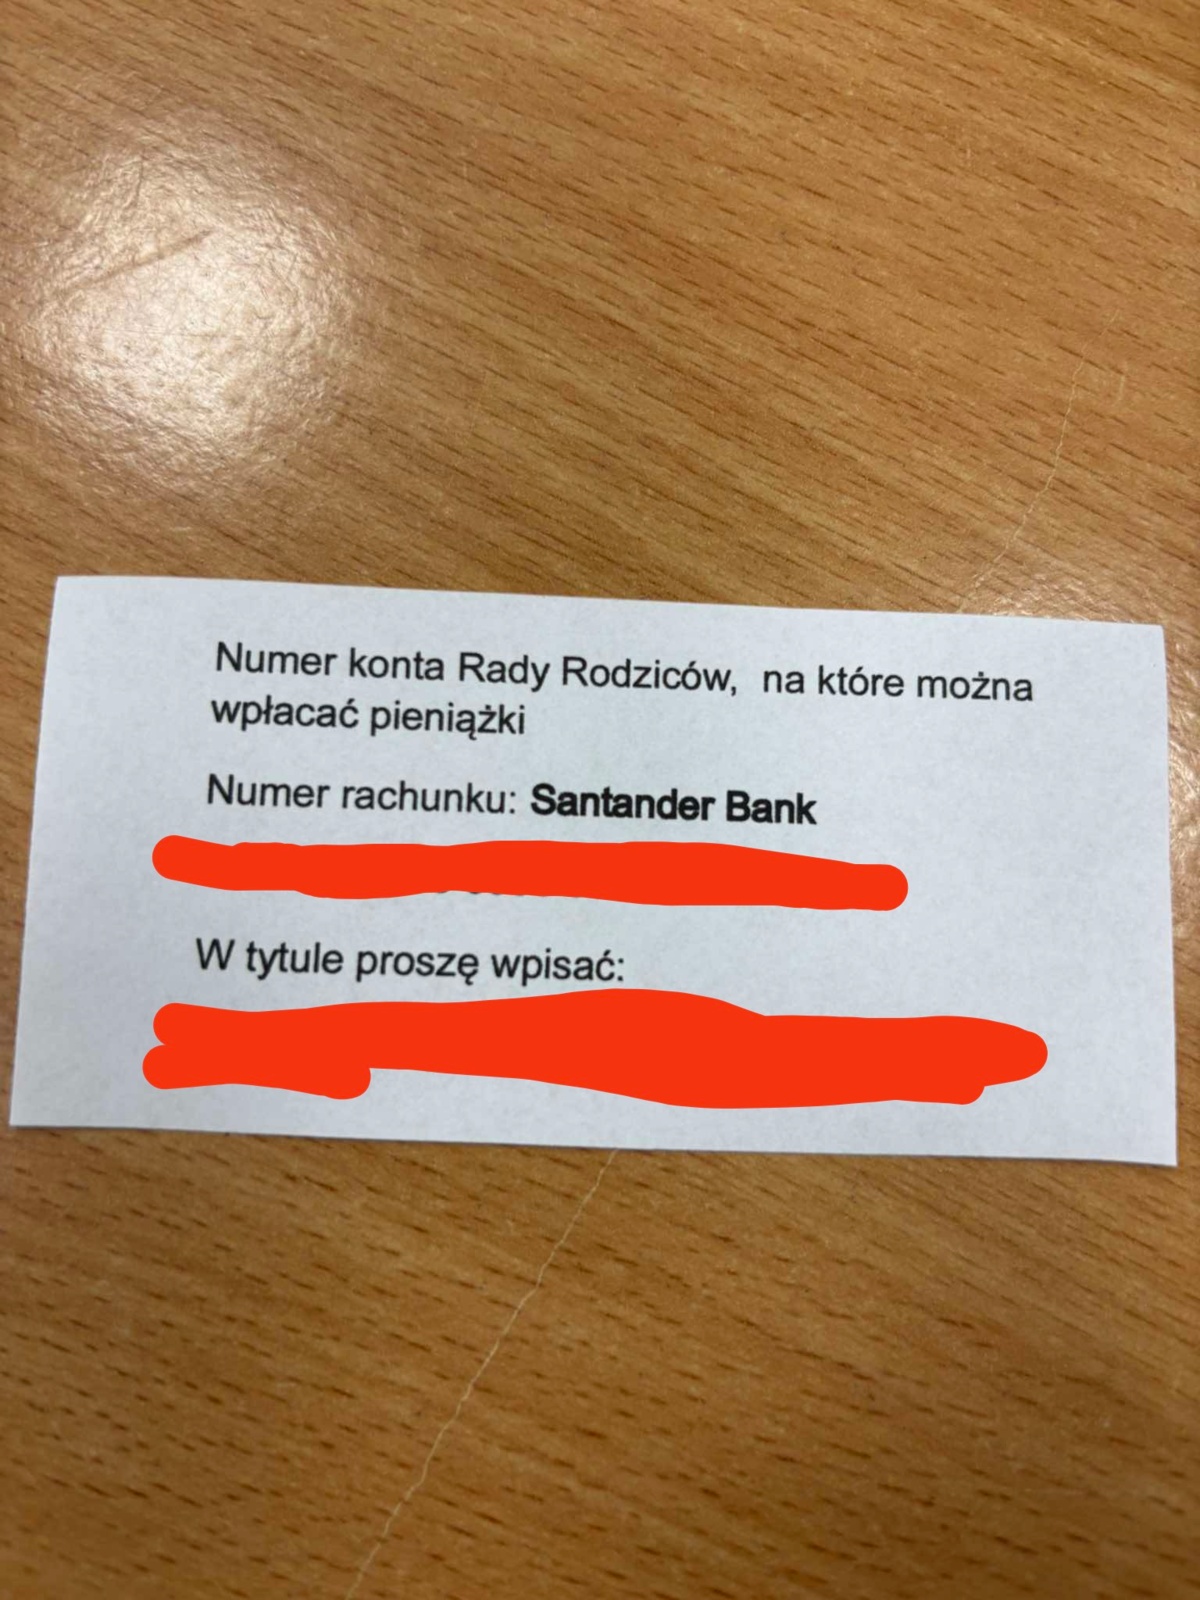 Numer konta Rady Rodziców, na które można
wpłacać pieniążki
Numer rachunku: Santander Bank
W tytule proszę wpisać: